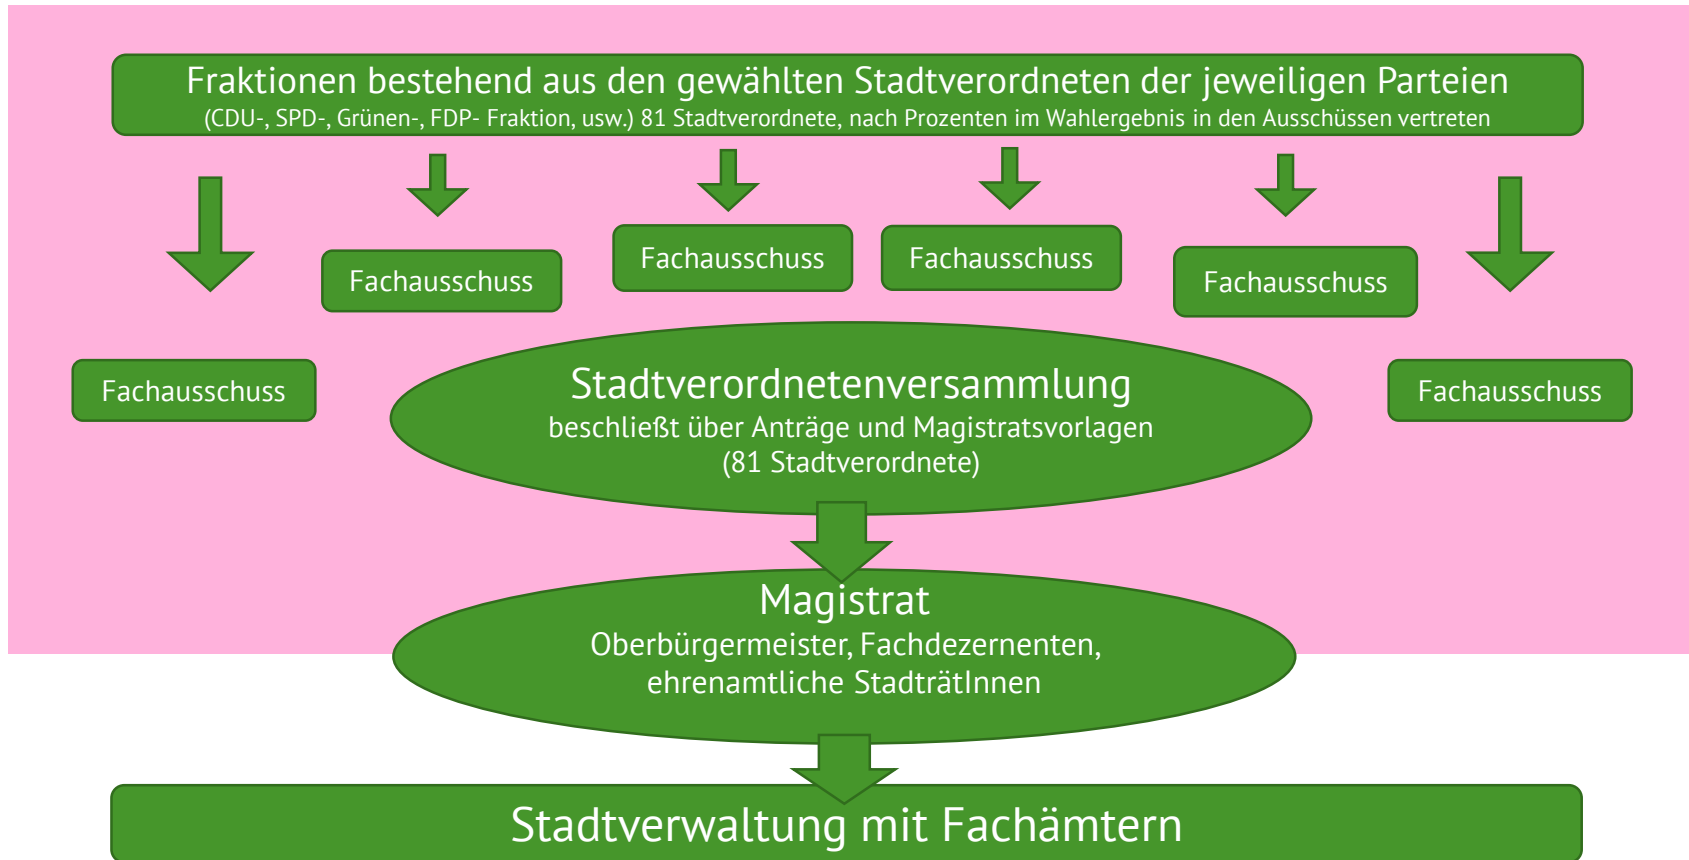 Fraktionen bestehend aus den gewählten Stadtverordneten der jeweiligen Parteien
(CDU-, SPD-, Grünen-, FDP- Fraktion, usw.) 81 Stadtverordnete, nach Prozenten im Wahlergebnis in den Ausschüssen vertreten
Fachausschuss
Fachausschuss
Fachausschuss
Fachausschuss
Fachausschuss
Fachausschuss
Stadtverordnetenversammlung
beschließt über Anträge und Magistratsvorlagen
(81 Stadtverordnete)
Magistrat
Oberbürgermeister, Fachdezernenten,
ehrenamtliche StadträtInnen
Stadtverwaltung mit Fachämtern